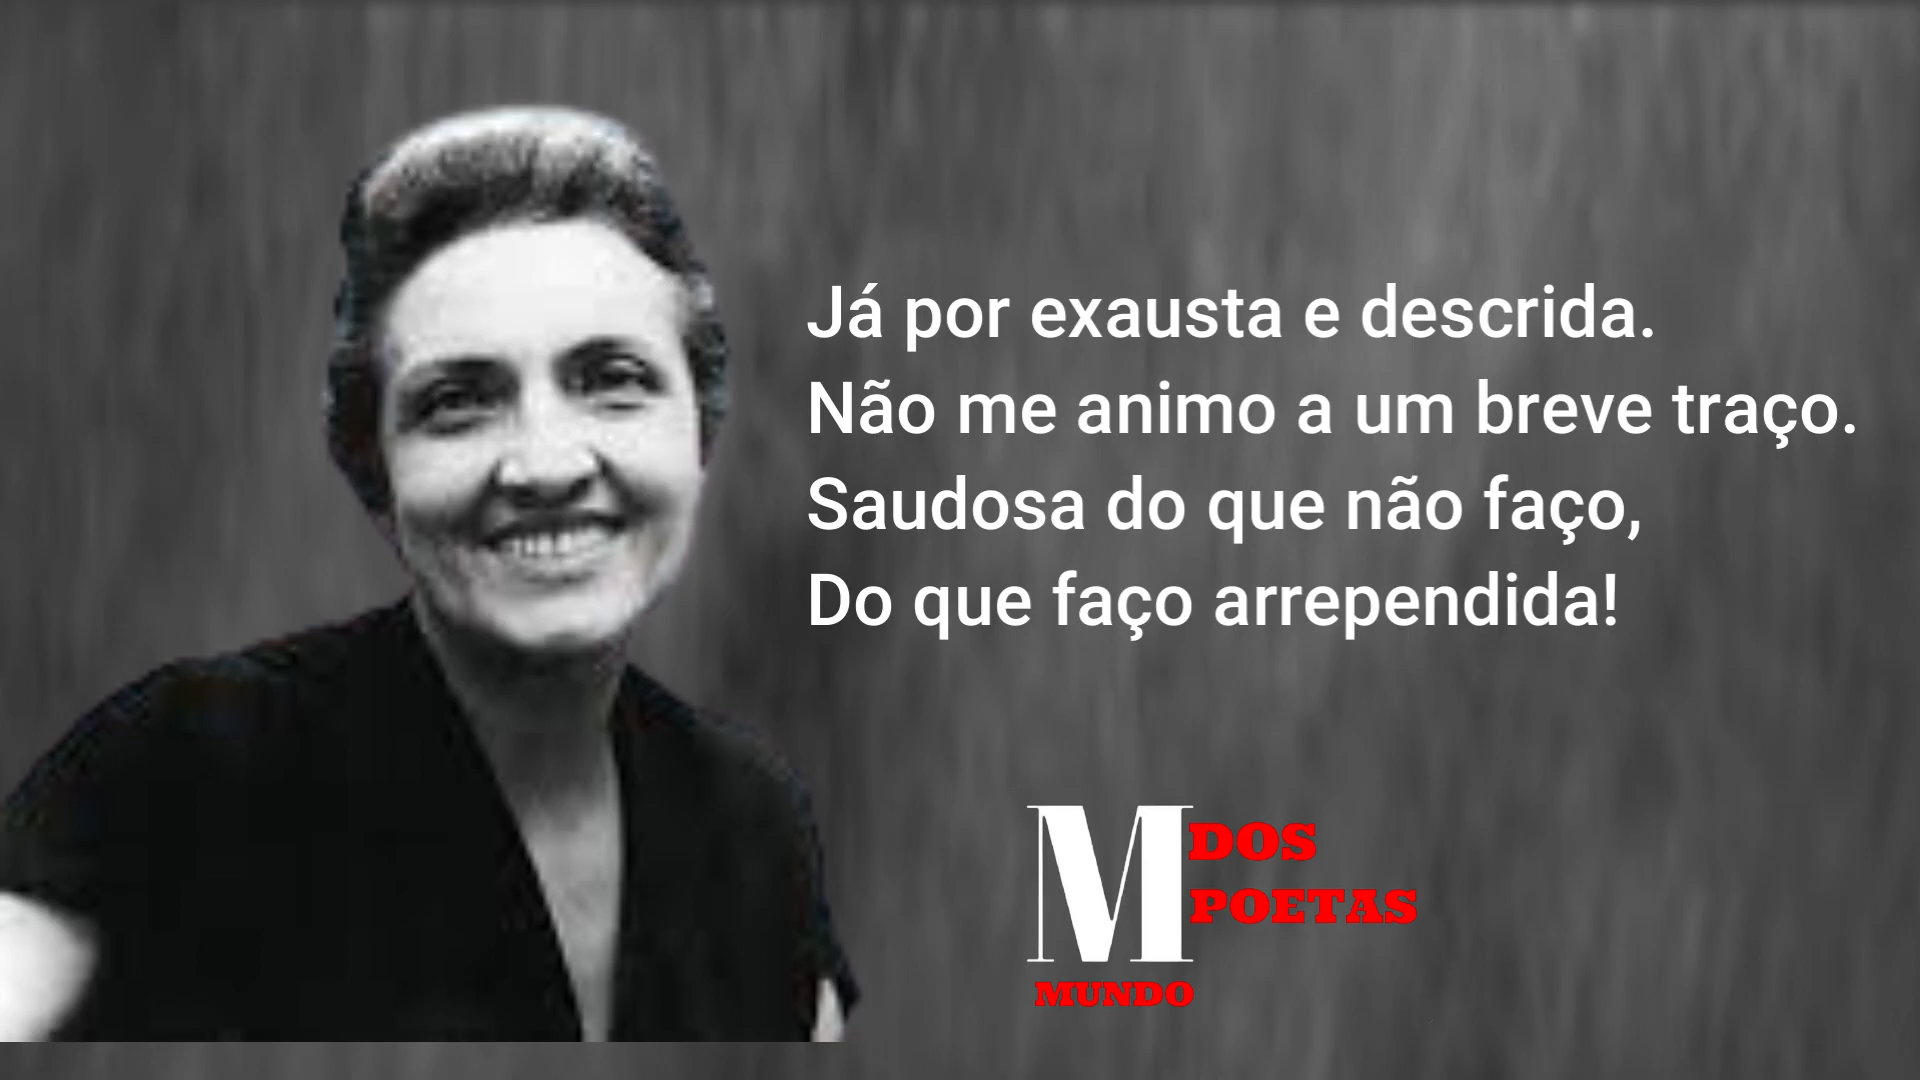 Já por exausta e descrida.
Não me animo a um breve traço.
Saudosa do que não faço,
Do que faço arrependida!
M DOS
POETAS
MUNDO